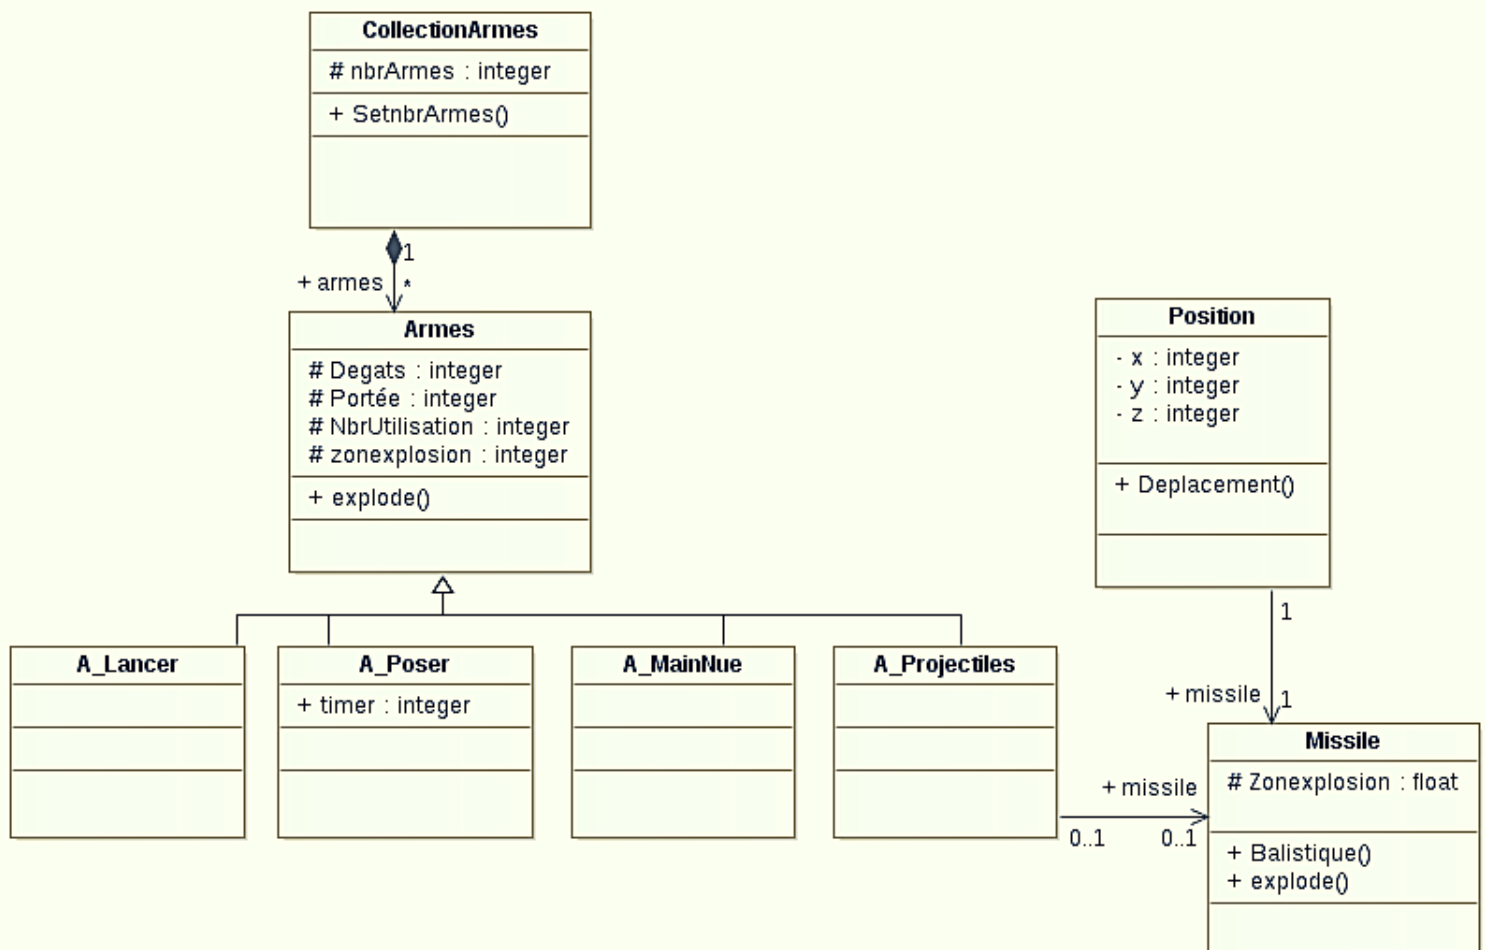 CollectionArmes
# nbrArmes : integer
+ SetnbrArmes()
1
+ armes
*
Armes
# Degats : integer
# Portée : integer
# NbrUtilisation : integer
# zonexplosion : integer
+ explode()
Position
- x : integer
- y : integer
- z : integer
+ Deplacement()
1
+ missile
1
A_Lancer
A_Poser
+ timer : integer
A_MainNue
A_Projectiles
+ missile
0..1
0..1
Missile
# Zonexplosion : float
+ Balistique()
+ explode()